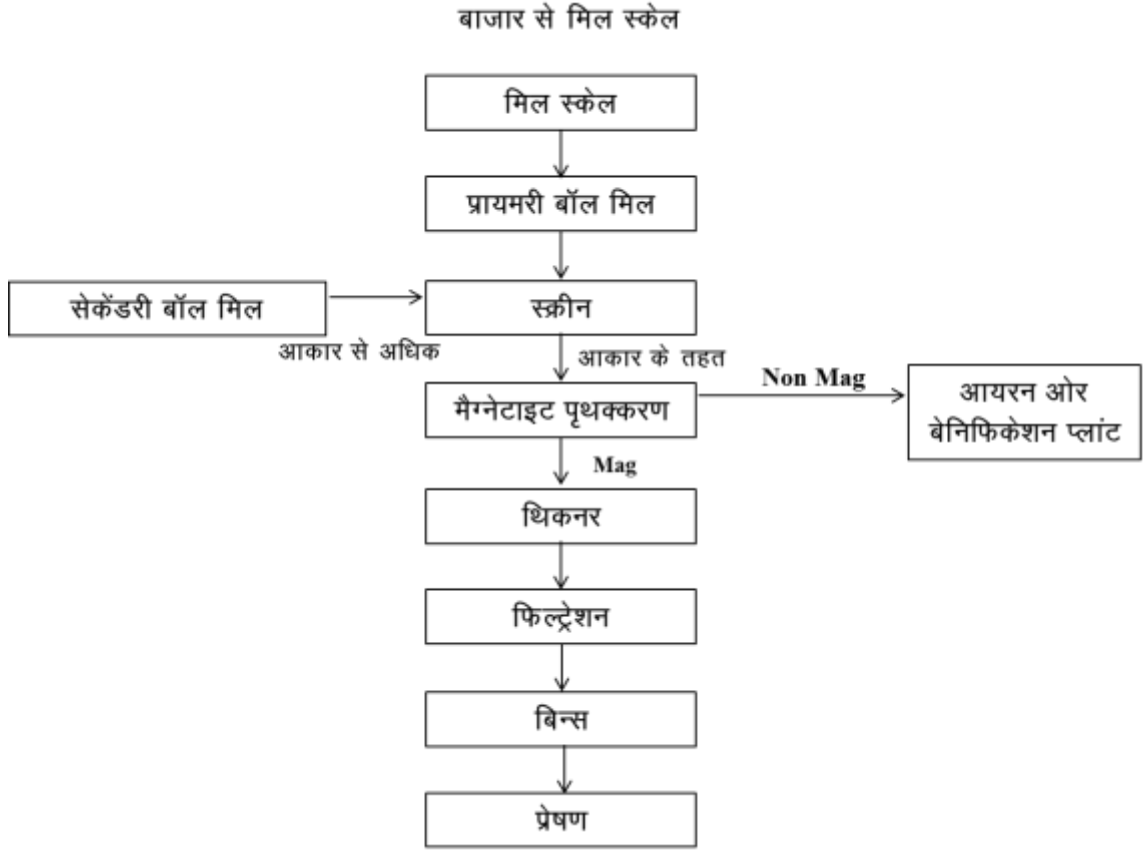 बाजार से मिल स्केल
मिल स्केल
प्रायमरी बॉल मिल
सेकेंडरी बॉल मिल
स्क्रीन
आकार से अधिक
आकार के तहत
मैग्नेटाइट पृथक्करण
Non Mag
आयरन ओर
बेनिफिकेशन प्लांट
Mag
थिकनर
फिल्ट्रेशन
बिन्स
प्रेषण